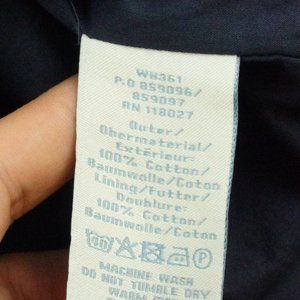 WH361
P.O 859096/
859097
RN 118027
Outer/
Obermaterial/
Extérieur:
100% Cotton/
Baumwolle/Coton
Lining/Futter/
Doublure:
100% Cotton/
Baumwolle/Coton
MACHINE WASH
DO NOT TUMBLE DRY